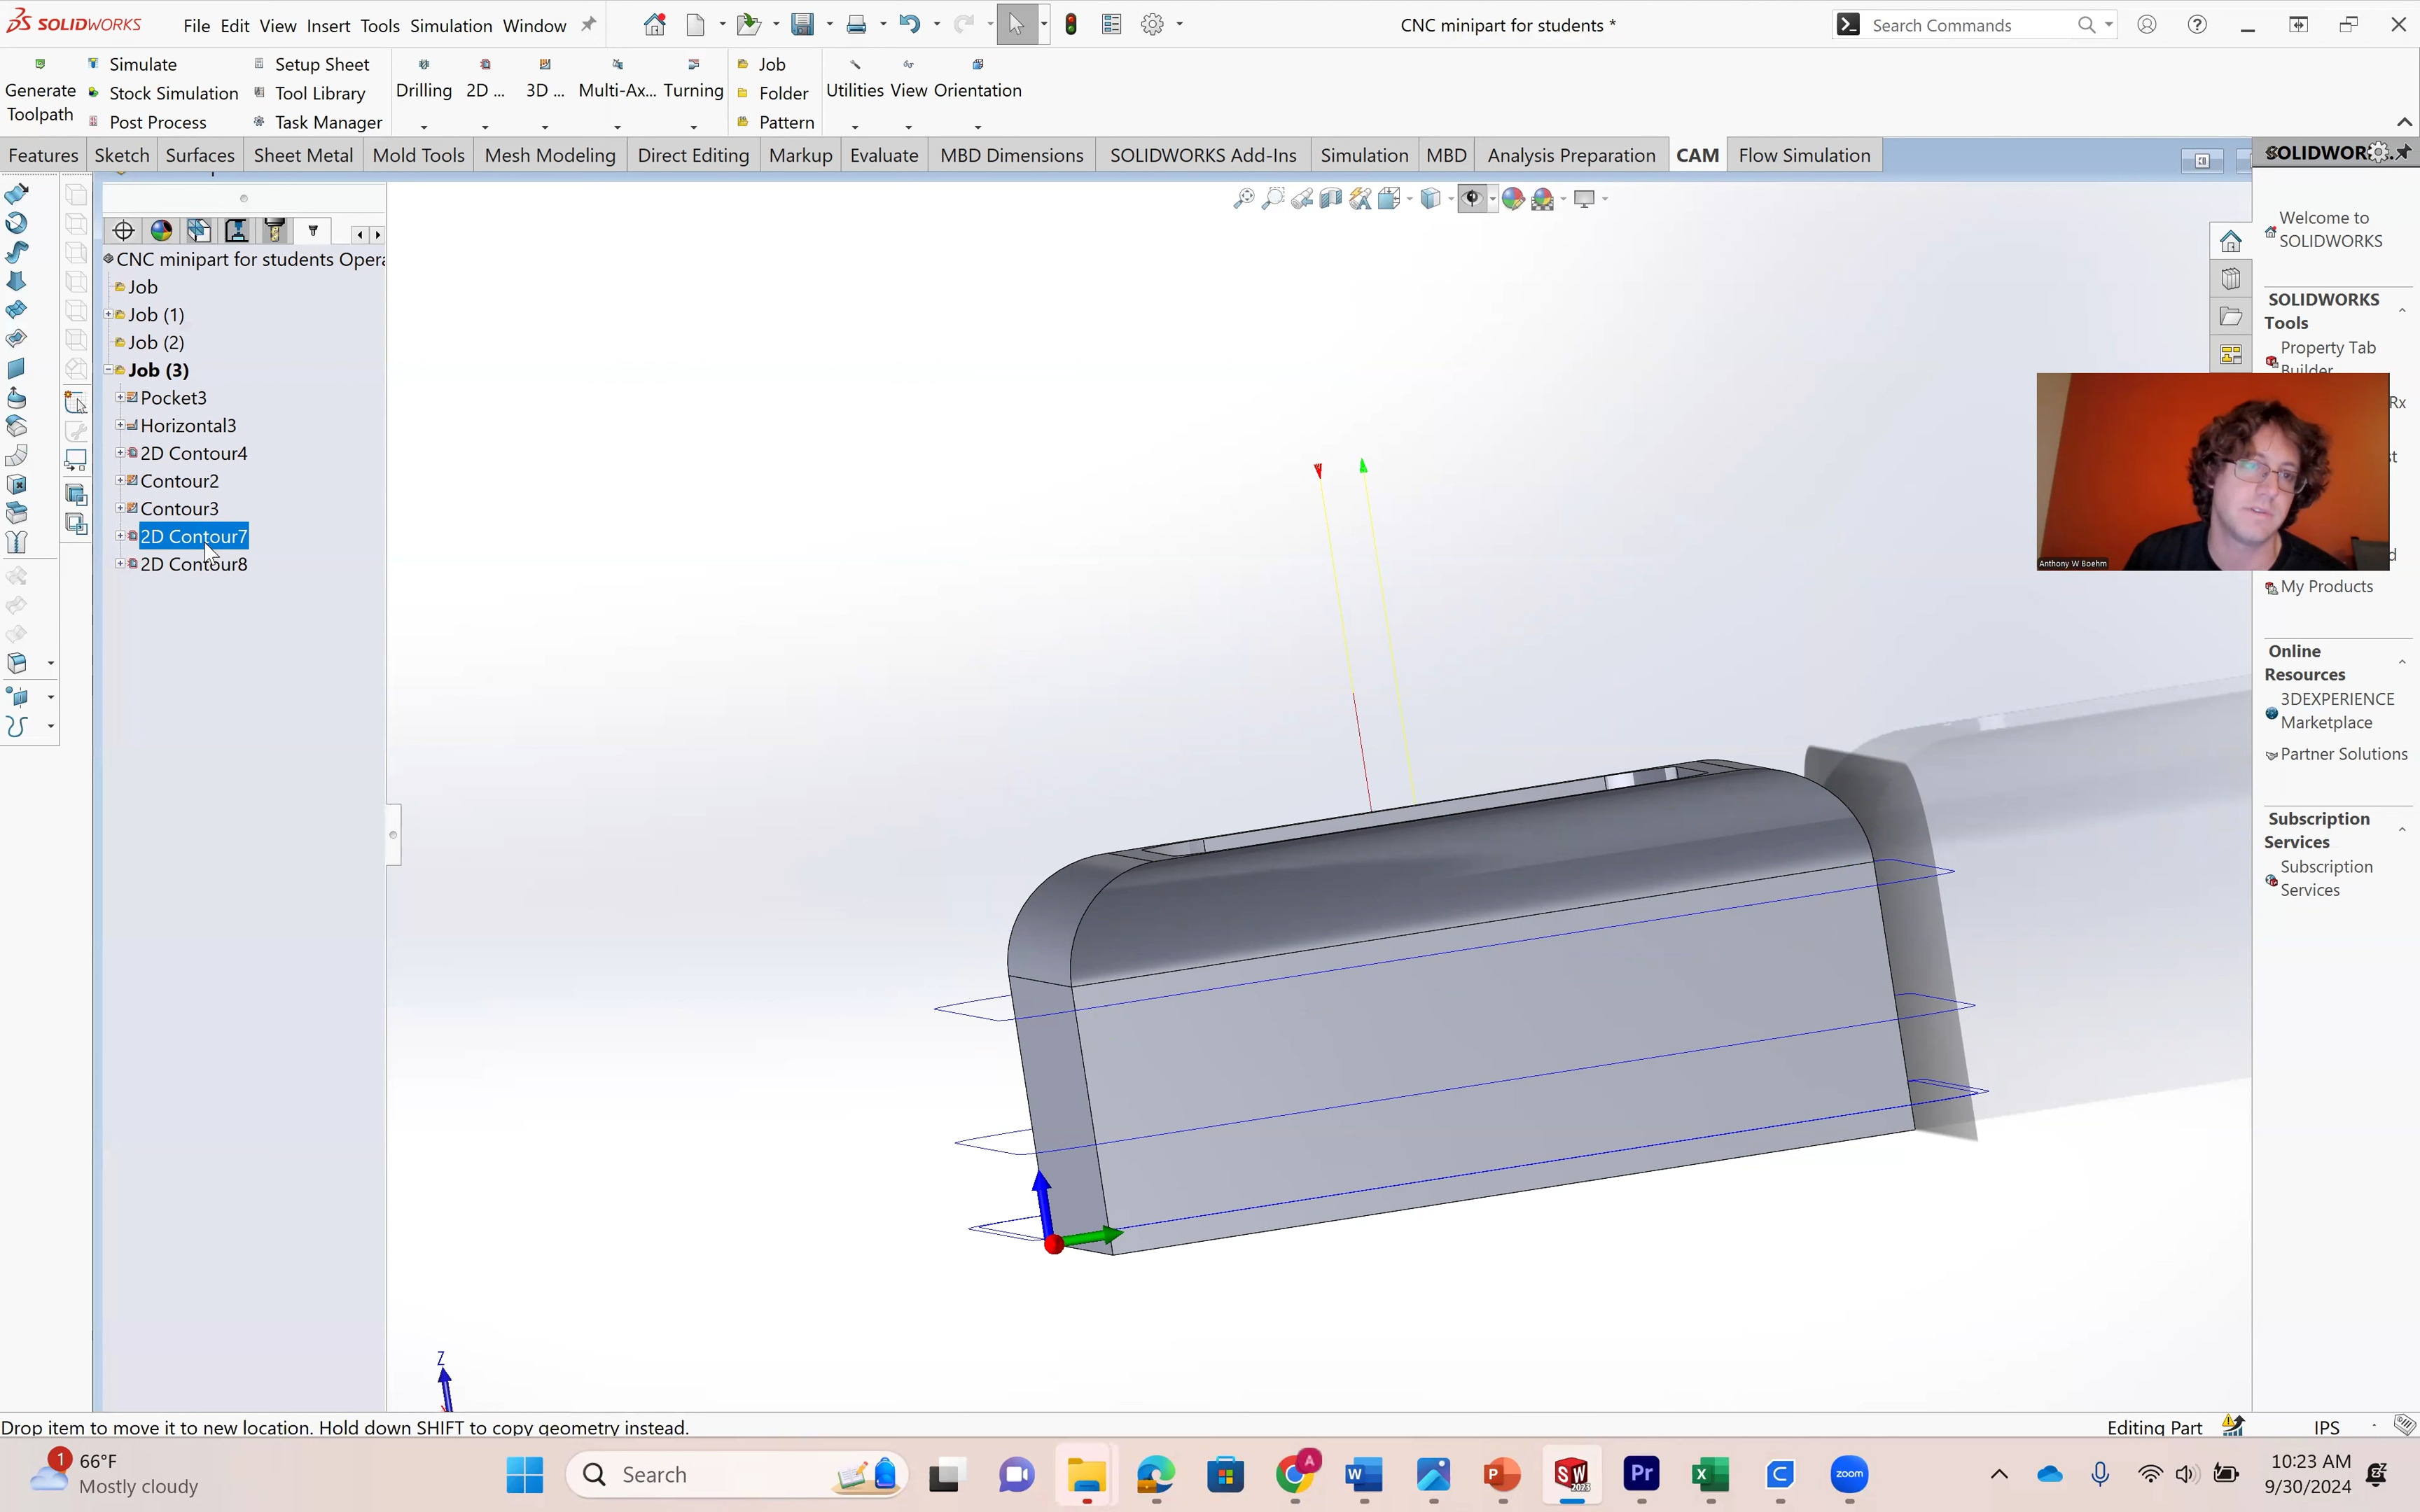 SOLIDWORKS File Edit View Insert Tools Simulation Window CNC minipart for students * Search Commands
Generate Toolpath
Simulate
Stock Simulation
Post Process
Setup Sheet
Tool Library
Task Manager
Drilling 2D ... 3D ... Multi-Ax... Turning
Job
Folder
Pattern
Utilities View Orientation
Features Sketch Surfaces Sheet Metal Mold Tools Mesh Modeling Direct Editing Markup Evaluate MBD Dimensions SOLIDWORKS Add-Ins Simulation MBD Analysis Preparation CAM Flow Simulation
CNC minipart for students Opera
Job
Job (1)
Job (2)
Job (3)
Pocket3
Horizontal3
2D Contour4
Contour2
Contour3
2D Contour7
2D Contour8
Z
Welcome to
SOLIDWORKS
SOLIDWORKS
Tools
Property Tab
Builder
Rx
Anthony W Boehm
My Products
Online
Resources
3DEXPERIENCE
Marketplace
Partner Solutions
Subscription
Services
Subscription
Services
Drop item to move it to new location. Hold down SHIFT to copy geometry instead.
Editing Part IPS
1 66°F
Mostly cloudy
Search
A
W
P
SW
2023
Pr
X
C
zoom
10:23 AM
9/30/2024